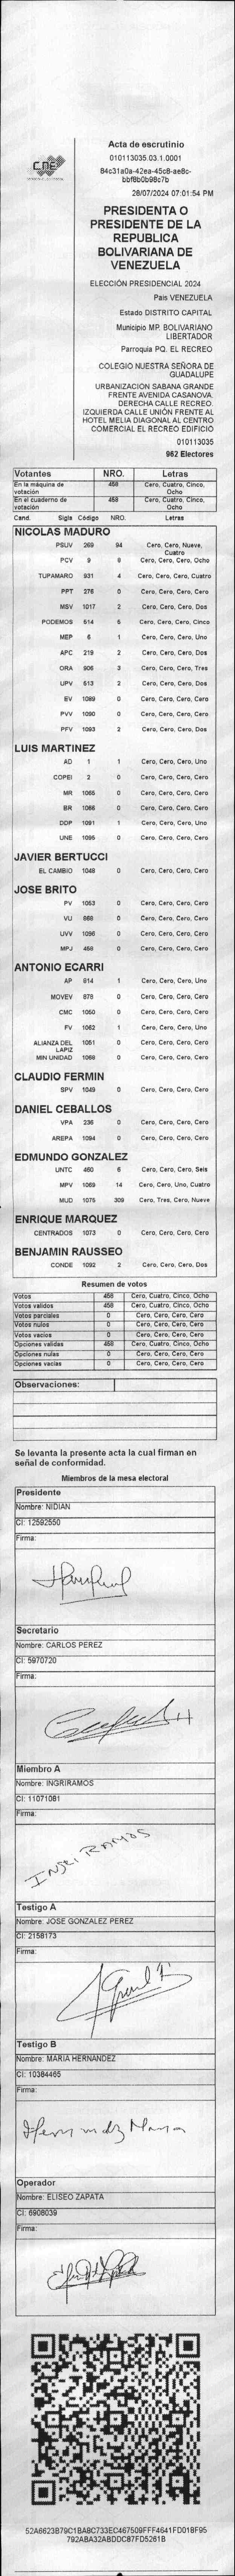 CNE
Acta de escrutinio
010113035.03.1.0001
84c31a0a-42ea-45c8-ae8c-
bbf8b0b98c7b
28/07/2024 07:01:54 PM
PRESIDENTA O
PRESIDENTE DE LA
REPUBLICA
BOLIVARIANA DE
VENEZUELA
ELECCIÓN PRESIDENCIAL 2024
País VENEZUELA
Estado DISTRITO CAPITAL
Municipio MP. BOLIVARIANO
LIBERTADOR
Parroquia PQ. EL RECREO
COLEGIO NUESTRA SEÑORA DE
GUADALUPE
URBANIZACION SABANA GRANDE
FRENTE AVENIDA CASANOVA.
DERECHA CALLE RECREO.
IZQUIERDA CALLE UNIÓN FRENTE AL
HOTEL MELIA DIAGONAL AL CENTRO
COMERCIAL EL RECREO EDIFICIO
010113035
962 Electores
Votantes NRO. Letras
En la máquina de votación 458 Cero, Cuatro, Cinco, Ocho
En el cuaderno de votación 458 Cero, Cuatro, Cinco, Ocho
Cand. Sigla Código NRO. Letras
NICOLAS MADURO
PSUV 269 94 Cero, Cero, Nueve, Cuatro
PCV 9 8 Cero, Cero, Cero, Ocho
TUPAMARO 931 4 Cero, Cero, Cero, Cuatro
PPT 276 0 Cero, Cero, Cero, Cero
MSV 1017 2 Cero, Cero, Cero, Dos
PODEMOS 514 5 Cero, Cero, Cero, Cinco
MEP 6 1 Cero, Cero, Cero, Uno
APC 219 2 Cero, Cero, Cero, Dos
ORA 906 3 Cero, Cero, Cero, Tres
UPV 513 2 Cero, Cero, Cero, Dos
EV 1089 0 Cero, Cero, Cero, Cero
PVV 1090 0 Cero, Cero, Cero, Cero
PFV 1093 2 Cero, Cero, Cero, Dos
LUIS MARTINEZ
AD 1 1 Cero, Cero, Cero, Uno
COPEI 2 0 Cero, Cero, Cero, Cero
MR 1065 0 Cero, Cero, Cero, Cero
BR 1066 0 Cero, Cero, Cero, Cero
DDP 1091 1 Cero, Cero, Cero, Uno
UNE 1095 0 Cero, Cero, Cero, Cero
JAVIER BERTUCCI
EL CAMBIO 1048 0 Cero, Cero, Cero, Cero
JOSE BRITO
PV 1053 0 Cero, Cero, Cero, Cero
VU 868 0 Cero, Cero, Cero, Cero
UVV 1096 0 Cero, Cero, Cero, Cero
MPJ 458 0 Cero, Cero, Cero, Cero
ANTONIO ECARRI
AP 814 1 Cero, Cero, Cero, Uno
MOVEV 878 0 Cero, Cero, Cero, Cero
CMC 1050 0 Cero, Cero, Cero, Cero
FV 1062 1 Cero, Cero, Cero, Uno
ALIANZA DEL LAPIZ 1051 0 Cero, Cero, Cero, Cero
MIN UNIDAD 1068 0 Cero, Cero, Cero, Cero
CLAUDIO FERMIN
SPV 1049 0 Cero, Cero, Cero, Cero
DANIEL CEBALLOS
VPA 236 0 Cero, Cero, Cero, Cero
AREPA 1094 0 Cero, Cero, Cero, Cero
EDMUNDO GONZALEZ
UNTC 460 6 Cero, Cero, Cero, Seis
MPV 1069 14 Cero, Cero, Uno, Cuatro
MUD 1075 309 Cero, Tres, Cero, Nueve
ENRIQUE MARQUEZ
CENTRADOS 1073 0 Cero, Cero, Cero, Cero
BENJAMIN RAUSSEO
CONDE 1092 2 Cero, Cero, Cero, Dos
Resumen de votos
Votos 458 Cero, Cuatro, Cinco, Ocho
Votos validos 458 Cero, Cuatro, Cinco, Ocho
Votos parciales 0 Cero, Cero, Cero, Cero
Votos nulos 0 Cero, Cero, Cero, Cero
Votos vacios 0 Cero, Cero, Cero, Cero
Opciones validas 458 Cero, Cuatro, Cinco, Ocho
Opciones nulas 0 Cero, Cero, Cero, Cero
Opciones vacias 0 Cero, Cero, Cero, Cero
Observaciones:
Se levanta la presente acta la cual firman en
señal de conformidad.
Miembros de la mesa electoral
Presidente
Nombre: NIDIAN
CI: 12592550
Firma:
Secretario
Nombre: CARLOS PEREZ
CI: 5970720
Firma:
Miembro A
Nombre: INGRIRAMOS
CI: 11071081
Firma:
Testigo A
Nombre: JOSE GONZALEZ PEREZ
CI: 2158173
Firma:
Testigo B
Nombre: MARIA HERNANDEZ
CI: 10384465
Firma:
Operador
Nombre: ELISEO ZAPATA
CI: 6908039
Firma:
52A6623B79C1BA8C733EC467509FFF4641FD01BF95
792ABA32ABDDC87FD5261B